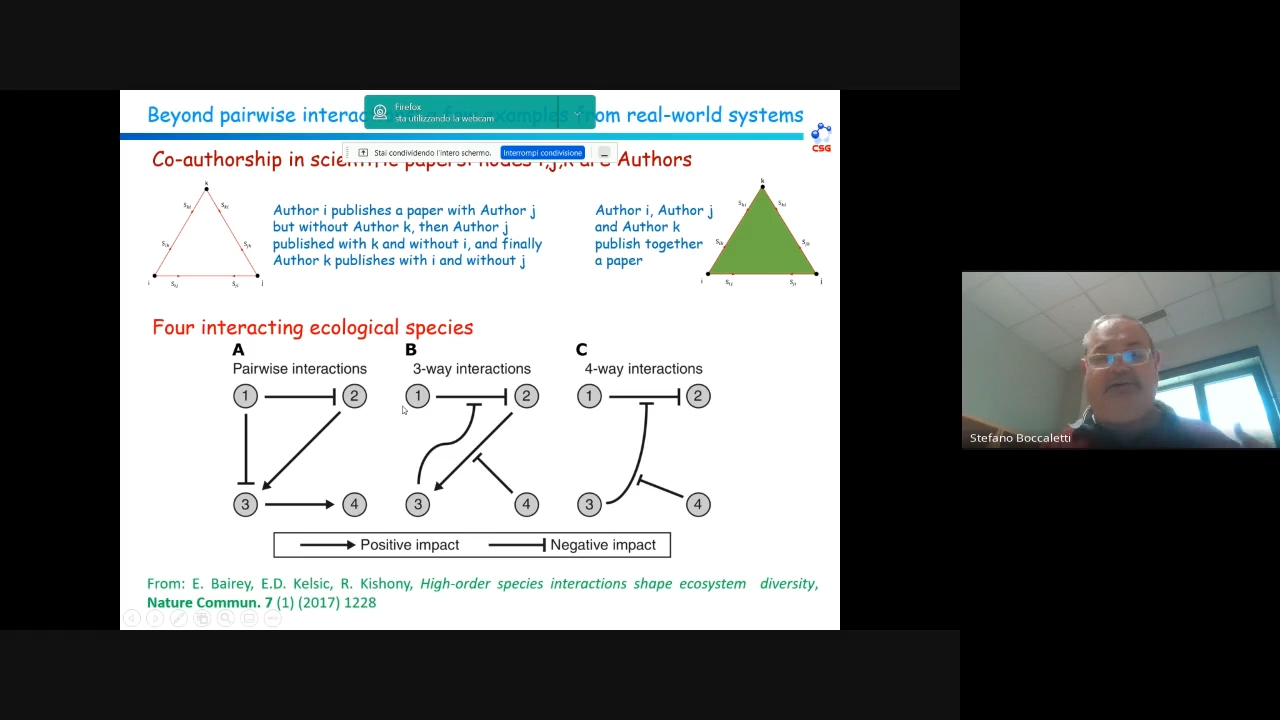 Beyond pairwise from real-world systems
Firefox
sta utilizzando la webcam
CSG
Stai condividendo l'intero schermo. Interrompi condivisione
Co-authorship in Authors
k
k
Author i publishes a paper with Author j
but without Author k, then Author j
published with k and without i, and finally
Author k publishes with i and without j
Author i, Author j
and Author k
publish together
a paper
i
j
i
j
Four interacting ecological species
A
B
C
Pairwise interactions
3-way interactions
4-way interactions
1 2
1 2
1 2
3 4
3 4
3 4
Positive impact Negative impact
From: E. Bairey, E.D. Kelsic, R. Kishony, High-order species interactions shape ecosystem diversity,
Nature Commun. 7 (1) (2017) 1228
Stefano Boccaletti